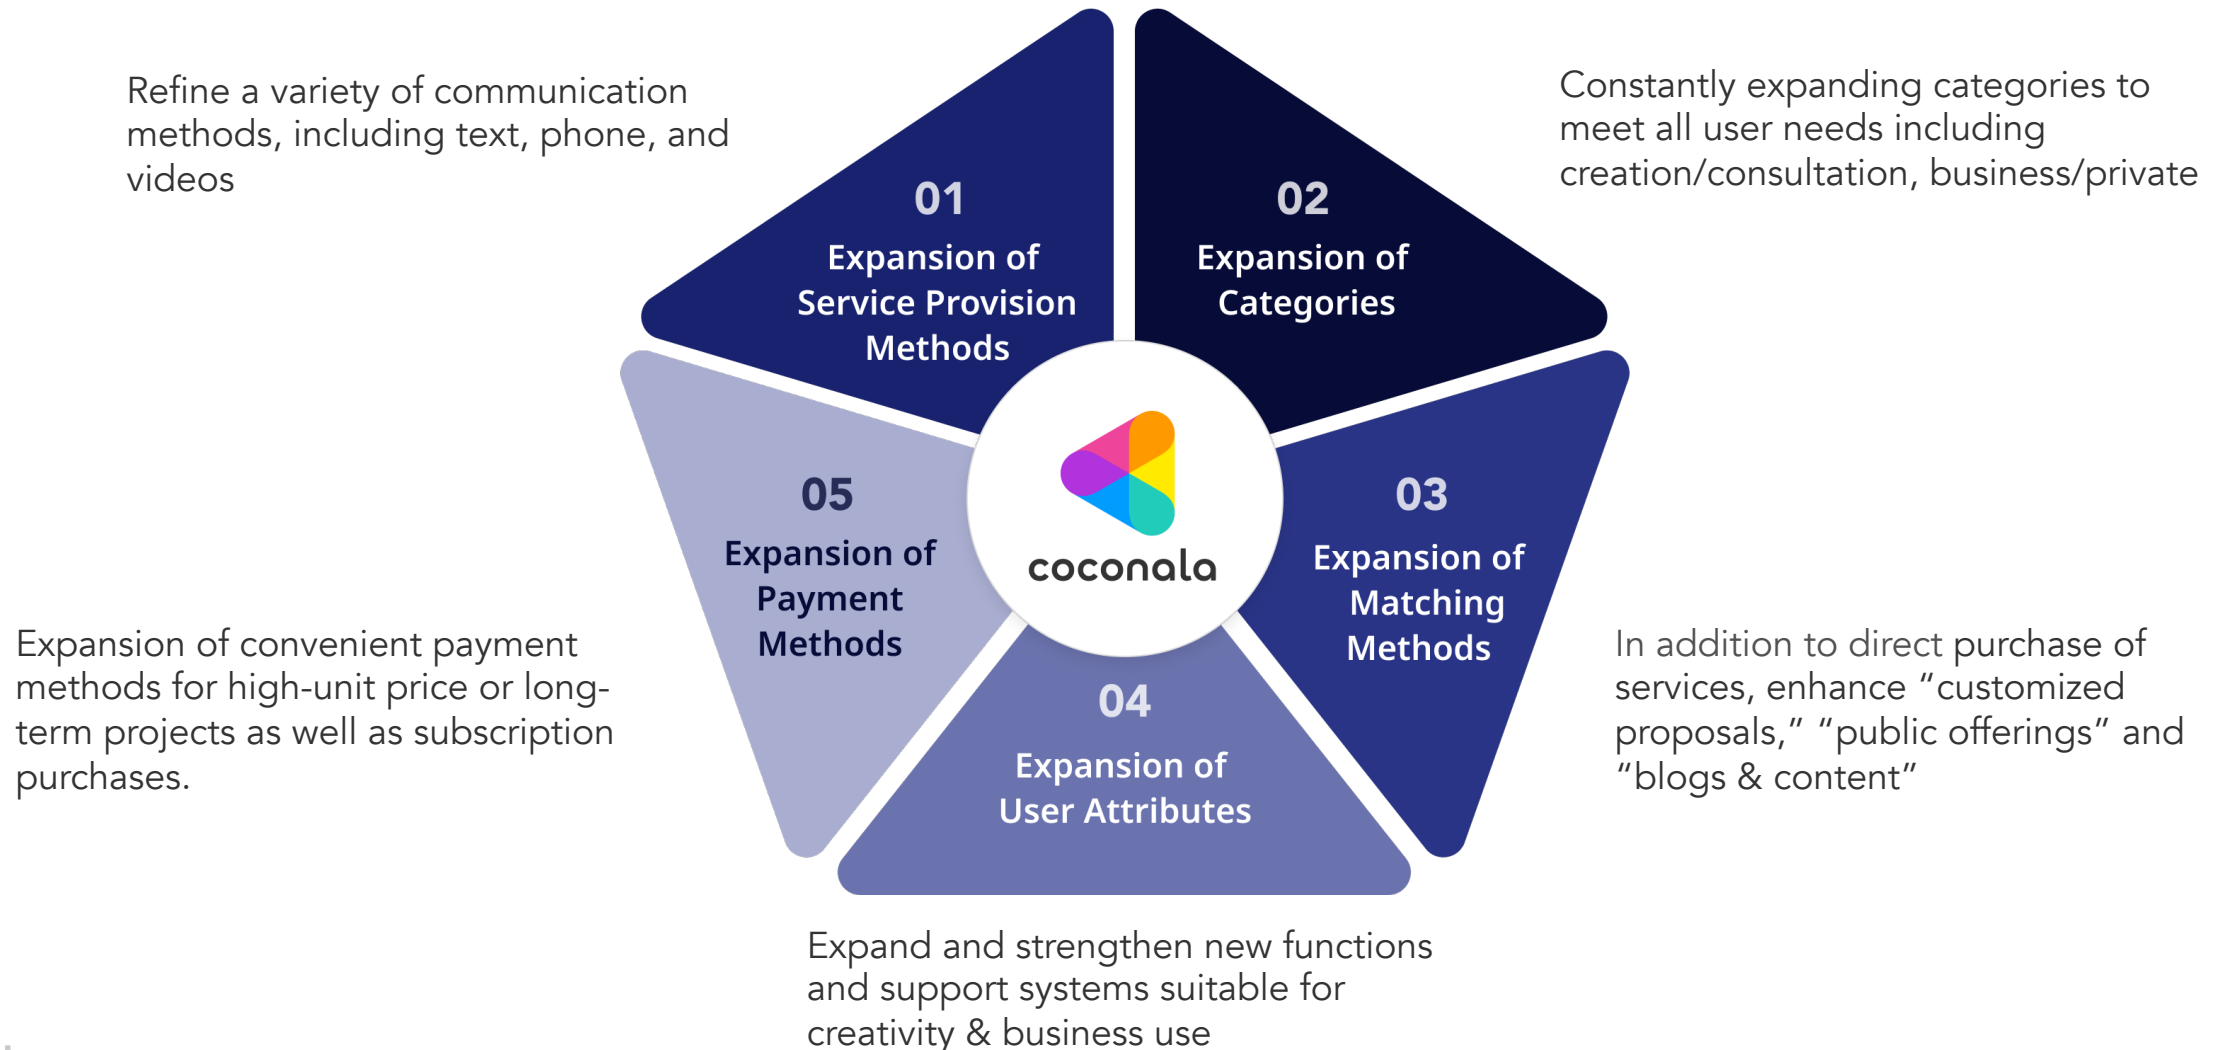 Refine a variety of communication
methods, including text, phone, and
videos
01
Expansion of
Service Provision
Methods
02
Expansion of
Categories
Constantly expanding categories to
meet all user needs including
creation/consultation, business/private
03
Expansion of
Matching
Methods
In addition to direct purchase of
services, enhance “customized
proposals,” “public offerings” and
“blogs & content”
04
Expansion of
User Attributes
Expand and strengthen new functions
and support systems suitable for
creativity & business use
05
Expansion of
Payment
Methods
Expansion of convenient payment
methods for high-unit price or long-
term projects as well as subscription
purchases.
coconala